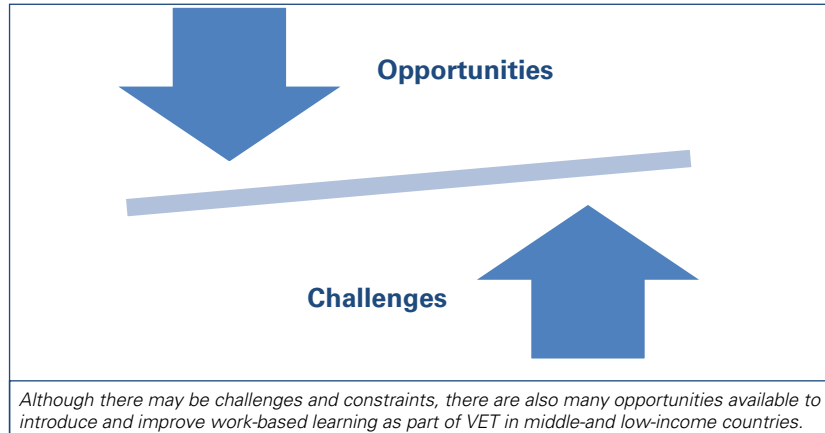 Opportunities
Challenges
Although there may be challenges and constraints, there are also many opportunities available to
introduce and improve work-based learning as part of VET in middle-and low-income countries.